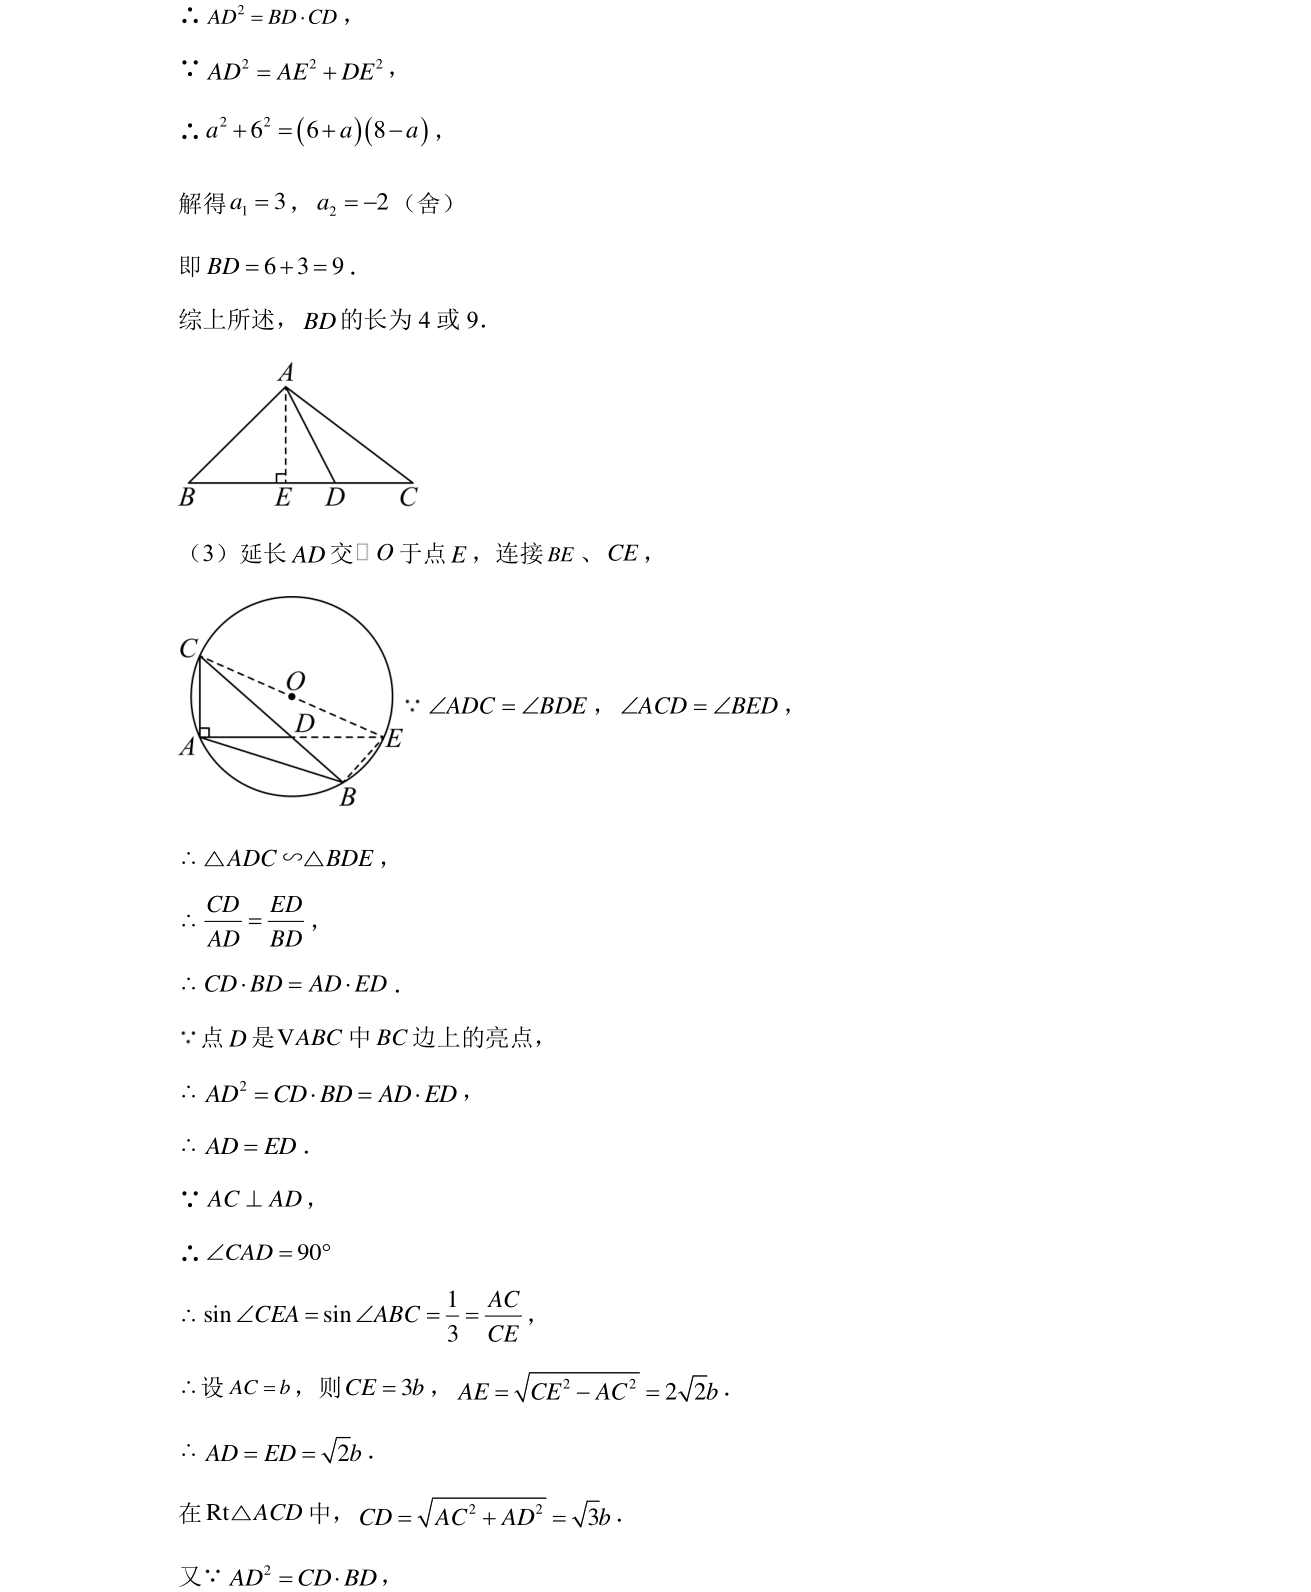 ∴ AD² = BD·CD，
∵ AD² = AE² + DE²，
∴ a² + 6² = (6+a)(8−a)，
解得 a₁ = 3， a₂ = −2（舍）
即 BD = 6+3 = 9．
综上所述， BD 的长为 4 或 9．
A
B E D C
（3）延长 AD 交□ O 于点 E，连接 BE 、 CE，
C
O
D
A
E
B
∵ ∠ADC = ∠BDE， ∠ACD = ∠BED，
∴ △ADC ∽△BDE，
∴ CD/AD = ED/BD，
∴ CD·BD = AD·ED．
∵点 D 是VABC 中 BC 边上的亮点，
∴ AD² = CD·BD = AD·ED，
∴ AD = ED．
∵ AC ⊥ AD，
∴ ∠CAD = 90°
∴ sin∠CEA = sin∠ABC = 1/3 = AC/CE，
∴设 AC = b，则 CE = 3b， AE = √(CE² − AC²) = 2√2b．
∴ AD = ED = √2b．
在 Rt△ACD 中， CD = √(AC² + AD²) = √3b．
又∵ AD² = CD·BD，